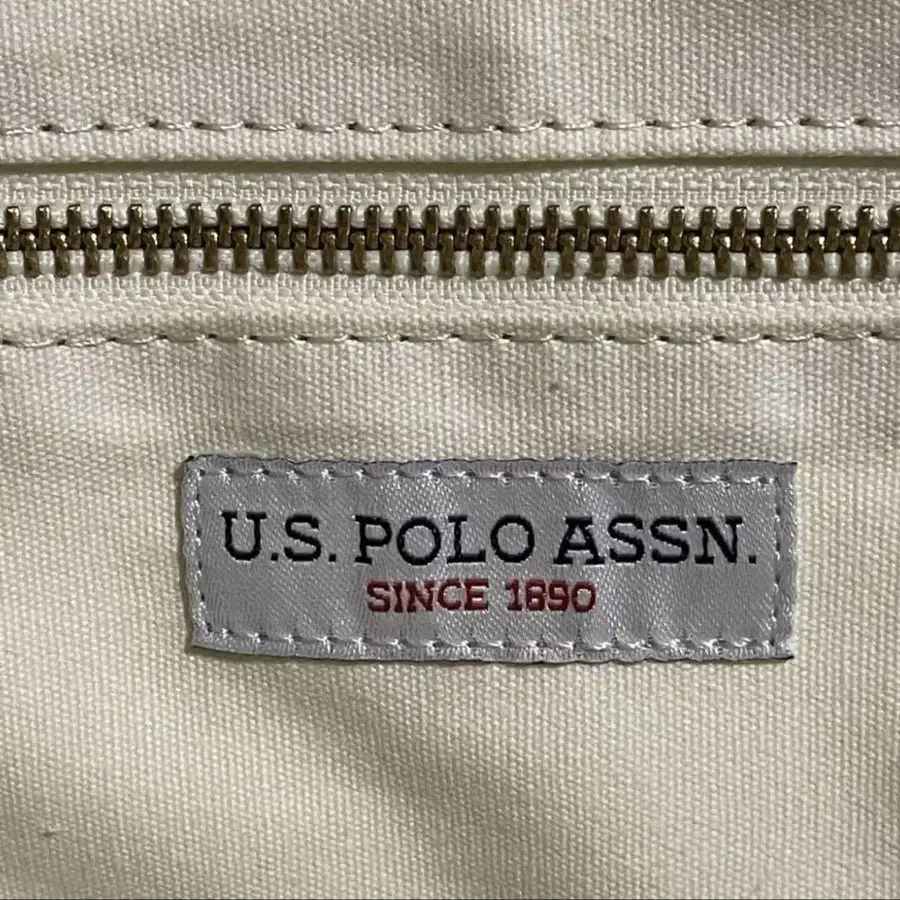 U.S. POLO ASSN.
SINCE 1890